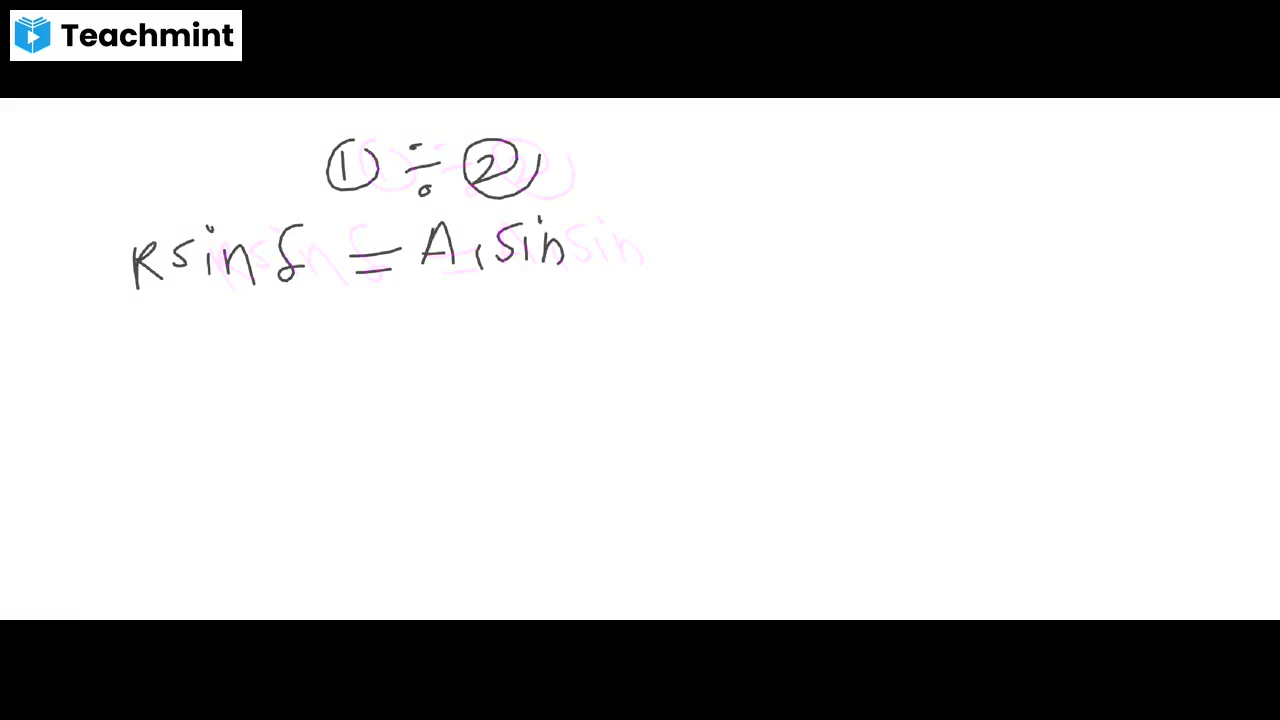 Teachmint
① ÷ ②
R sin δ = A₁ sin